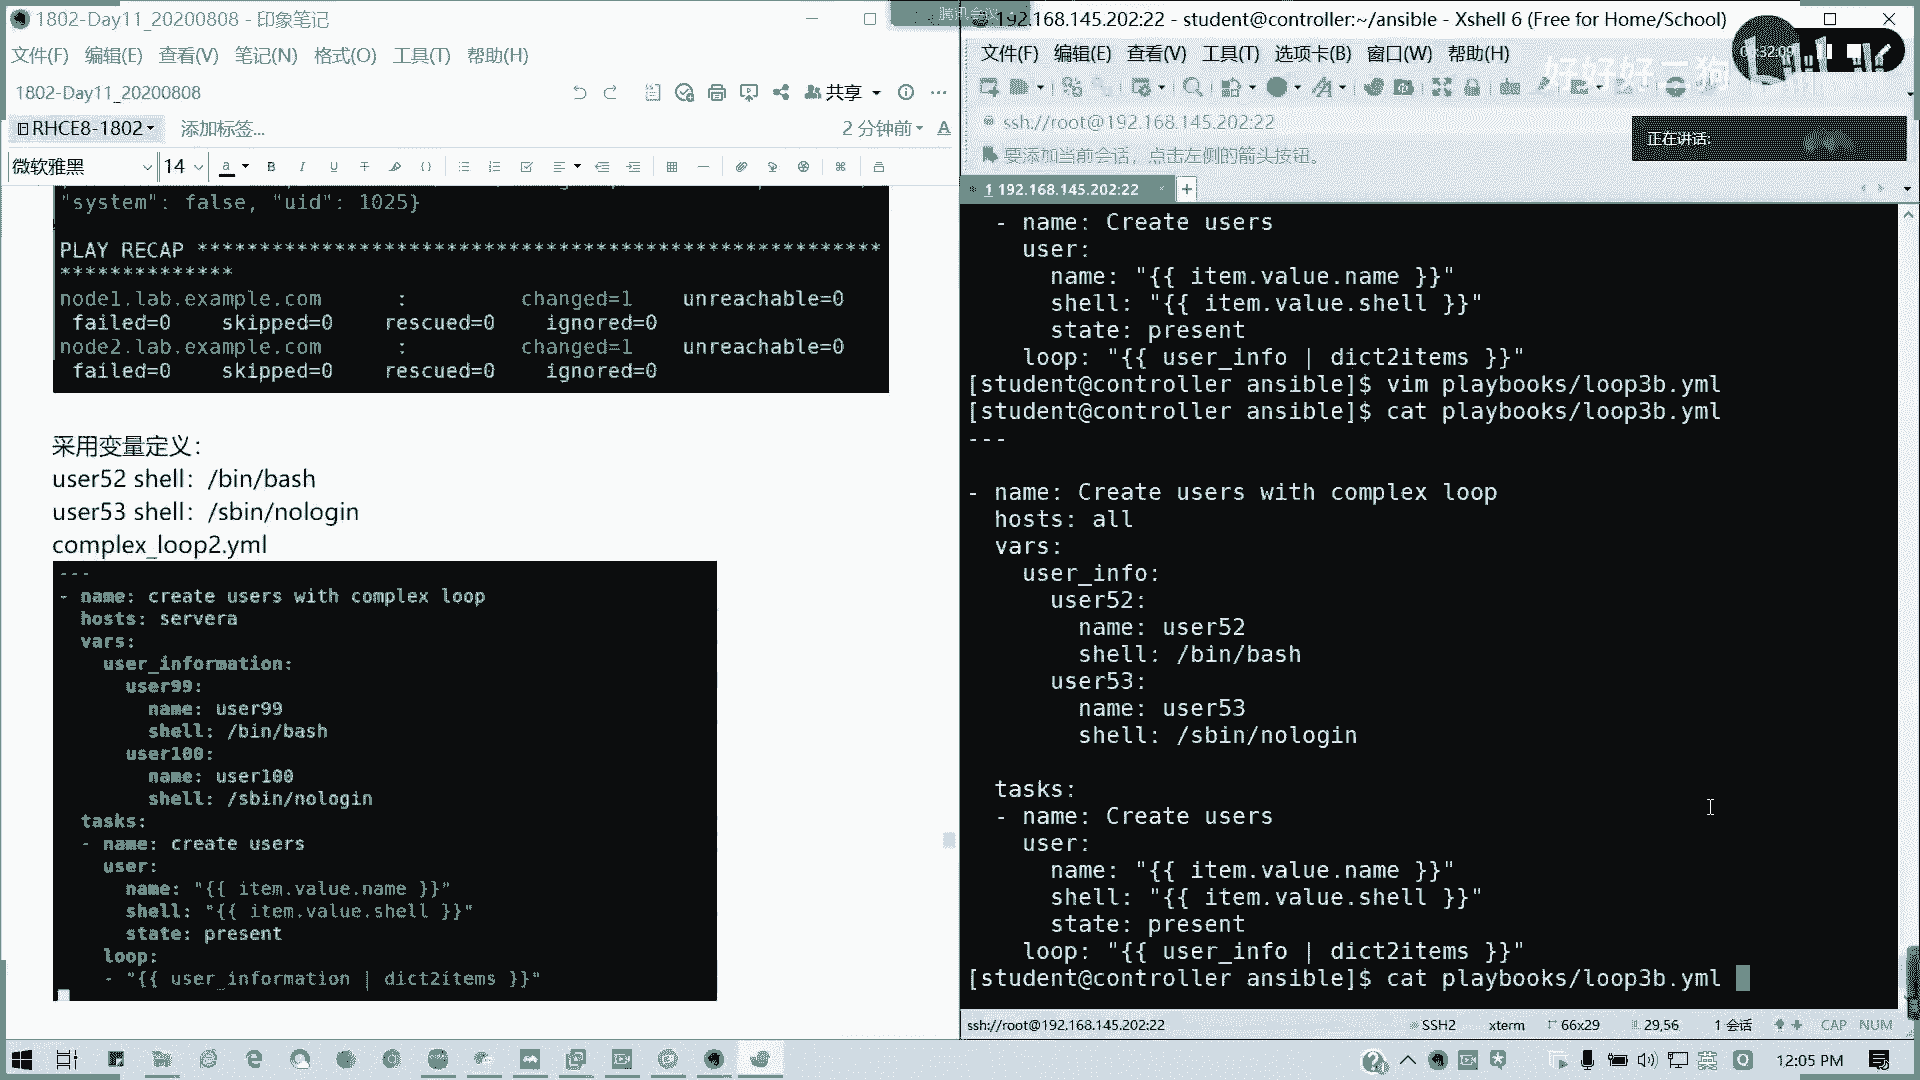 1802-Day11_20200808 - 印象笔记
文件(F) 编辑(E) 查看(V) 笔记(N) 格式(O) 工具(T) 帮助(H)
1802-Day11_20200808
共享
RHCE8-1802
添加标签...
2 分钟前
微软雅黑
14
"system": false, "uid": 1025}
PLAY RECAP *******************************************************
**************
node1.lab.example.com : changed=1 unreachable=0
failed=0 skipped=0 rescued=0 ignored=0
node2.lab.example.com : changed=1 unreachable=0
failed=0 skipped=0 rescued=0 ignored=0
采用变量定义：
user52 shell：/bin/bash
user53 shell：/sbin/nologin
complex_loop2.yml
---
- name: create users with complex loop
hosts: servera
vars:
user_information:
user99:
name: user99
shell: /bin/bash
user100:
name: user100
shell: /sbin/nologin
tasks:
- name: create users
user:
name: "{{ item.value.name }}"
shell: "{{ item.value.shell }}"
state: present
loop:
- "{{ user_information | dict2items }}"
腾讯会议
192.168.145.202:22 - student@controller:~/ansible - Xshell 6 (Free for Home/School)
文件(F) 编辑(E) 查看(V) 工具(T) 选项卡(B) 窗口(W) 帮助(H)
好好好二狗
32:09
ssh://root@192.168.145.202:22
要添加当前会话，点击左侧的箭头按钮。
正在讲话:
1 192.168.145.202:22
- name: Create users
user:
name: "{{ item.value.name }}"
shell: "{{ item.value.shell }}"
state: present
loop: "{{ user_info | dict2items }}"
[student@controller ansible]$ vim playbooks/loop3b.yml
[student@controller ansible]$ cat playbooks/loop3b.yml
---
- name: Create users with complex loop
hosts: all
vars:
user_info:
user52:
name: user52
shell: /bin/bash
user53:
name: user53
shell: /sbin/nologin
tasks:
- name: Create users
user:
name: "{{ item.value.name }}"
shell: "{{ item.value.shell }}"
state: present
loop: "{{ user_info | dict2items }}"
[student@controller ansible]$ cat playbooks/loop3b.yml
ssh://root@192.168.145.202:22
SSH2
xterm
66x29
29,56
1 会话
CAP NUM
英
12:05 PM